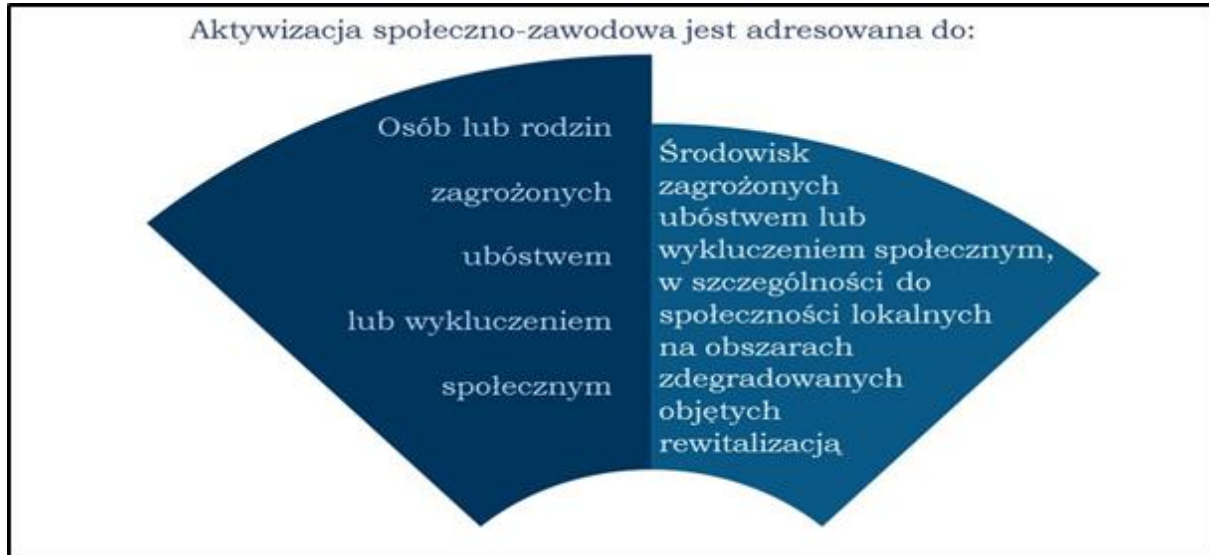 Aktywizacja społeczno-zawodowa jest adresowana do:
Osób lub rodzin
zagrożonych
ubóstwem
lub wykluczeniem
społecznym
Środowisk
zagrożonych
ubóstwem lub
wykluczeniem społecznym,
w szczególności do
społeczności lokalnych
na obszarach
zdegradowanych
objętych
rewitalizacją